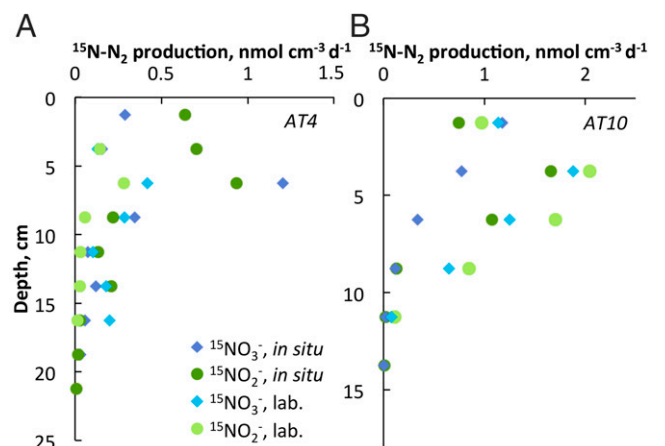 A
B
¹⁵N-N₂ production, nmol cm⁻³ d⁻¹
¹⁵N-N₂ production, nmol cm⁻³ d⁻¹
0 0.5 1 1.5
0 1 2
AT4
AT10
Depth, cm
0
5
10
15
20
25
0
5
10
15
¹⁵NO₃⁻, in situ
¹⁵NO₂⁻, in situ
¹⁵NO₃⁻, lab.
¹⁵NO₂⁻, lab.